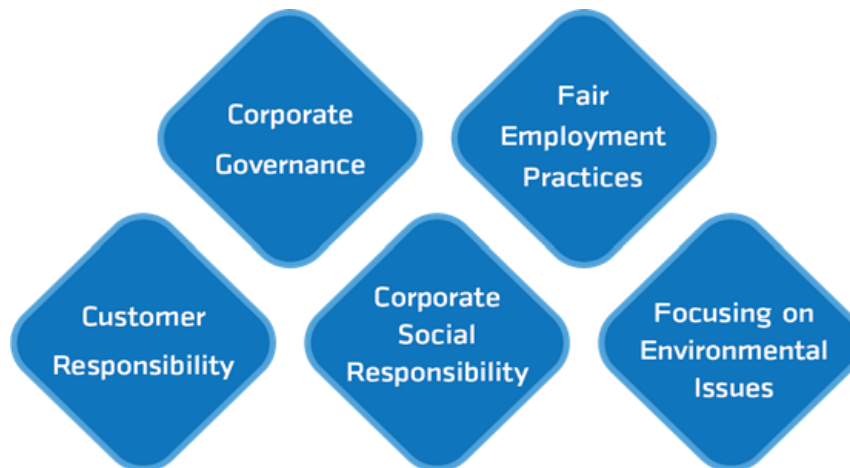 Corporate
Governance
Fair
Employment
Practices
Customer
Responsibility
Corporate
Social
Responsibility
Focusing on
Environmental
Issues